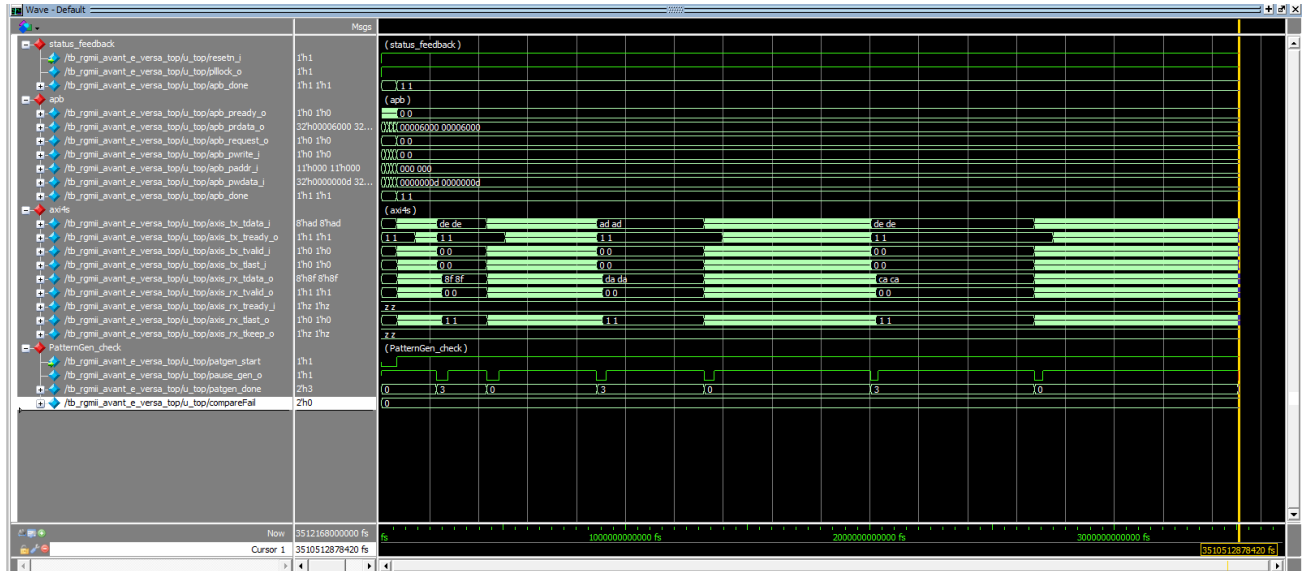 Wave - Default
Msgs
status_feedback
(status_feedback)
/tb_rgmii_avant_e_versa_top/u_top/resetn_i 1'h1
/tb_rgmii_avant_e_versa_top/u_top/pllock_o 1'h1
/tb_rgmii_avant_e_versa_top/u_top/apb_done 1'h1 1'h1 1 1
apb (apb)
/tb_rgmii_avant_e_versa_top/u_top/apb_pready_o 1'h0 1'h0 0 0
/tb_rgmii_avant_e_versa_top/u_top/apb_prdata_o 32'h00006000 32... 00006000 00006000
/tb_rgmii_avant_e_versa_top/u_top/apb_request_o 1'h0 1'h0 0 0
/tb_rgmii_avant_e_versa_top/u_top/apb_pwrite_i 1'h0 1'h0 0 0
/tb_rgmii_avant_e_versa_top/u_top/apb_paddr_i 11'h000 11'h000 000 000
/tb_rgmii_avant_e_versa_top/u_top/apb_pwdata_i 32'h0000000d 32... 0000000d 0000000d
/tb_rgmii_avant_e_versa_top/u_top/apb_done 1'h1 1'h1 1 1
axi4s (axi4s)
/tb_rgmii_avant_e_versa_top/u_top/axis_tx_tdata_i 8'had 8'had de de ad ad de de
/tb_rgmii_avant_e_versa_top/u_top/axis_tx_tready_o 1'h1 1'h1 1 1 1 1 1 1 1 1
/tb_rgmii_avant_e_versa_top/u_top/axis_tx_tvalid_i 1'h0 1'h0 0 0 0 0 0 0
/tb_rgmii_avant_e_versa_top/u_top/axis_tx_tlast_i 1'h0 1'h0 0 0 0 0 0 0
/tb_rgmii_avant_e_versa_top/u_top/axis_rx_tdata_o 8'h8f 8'h8f 8f 8f da da ca ca
/tb_rgmii_avant_e_versa_top/u_top/axis_rx_tvalid_o 1'h1 1'h1 0 0 0 0 0 0
/tb_rgmii_avant_e_versa_top/u_top/axis_rx_tready_i 1'hz 1'hz z z
/tb_rgmii_avant_e_versa_top/u_top/axis_rx_tlast_o 1'h0 1'h0 1 1 1 1 1 1
/tb_rgmii_avant_e_versa_top/u_top/axis_rx_tkeep_o 1'hz 1'hz z z
PatternGen_check (PatternGen_check)
/tb_rgmii_avant_e_versa_top/u_top/patgen_start 1'h1
/tb_rgmii_avant_e_versa_top/u_top/pause_gen_o 1'h1
/tb_rgmii_avant_e_versa_top/u_top/patgen_done 2'h3 0 3 0 3 0 3 0
/tb_rgmii_avant_e_versa_top/u_top/compareFail 2'h0 0
Now 3512168000000 fs fs 1000000000000 fs 2000000000000 fs 3000000000000 fs
Cursor 1 3510512878420 fs 3510512878420 fs